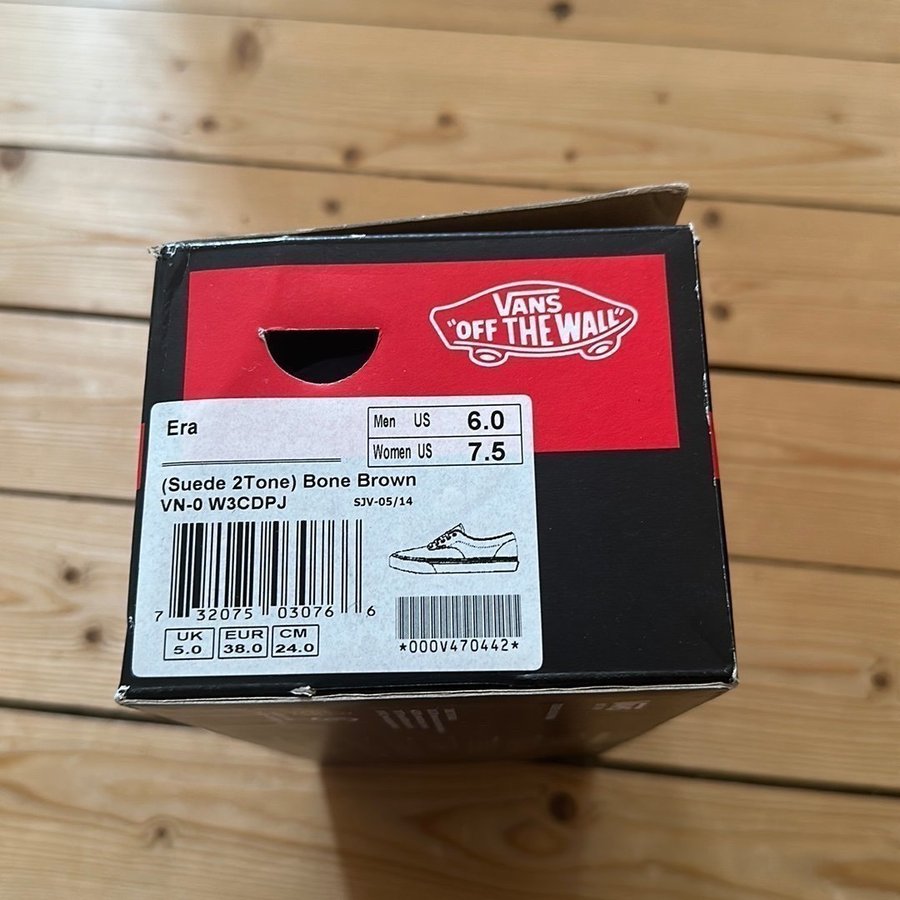 VANS
"OFF THE WALL"
Era
Men US 6.0
Women US 7.5
(Suede 2Tone) Bone Brown
VN-0 W3CDPJ SJV-05/14
7 32075 03076 6
UK EUR CM
5.0 38.0 24.0
*000V470442*